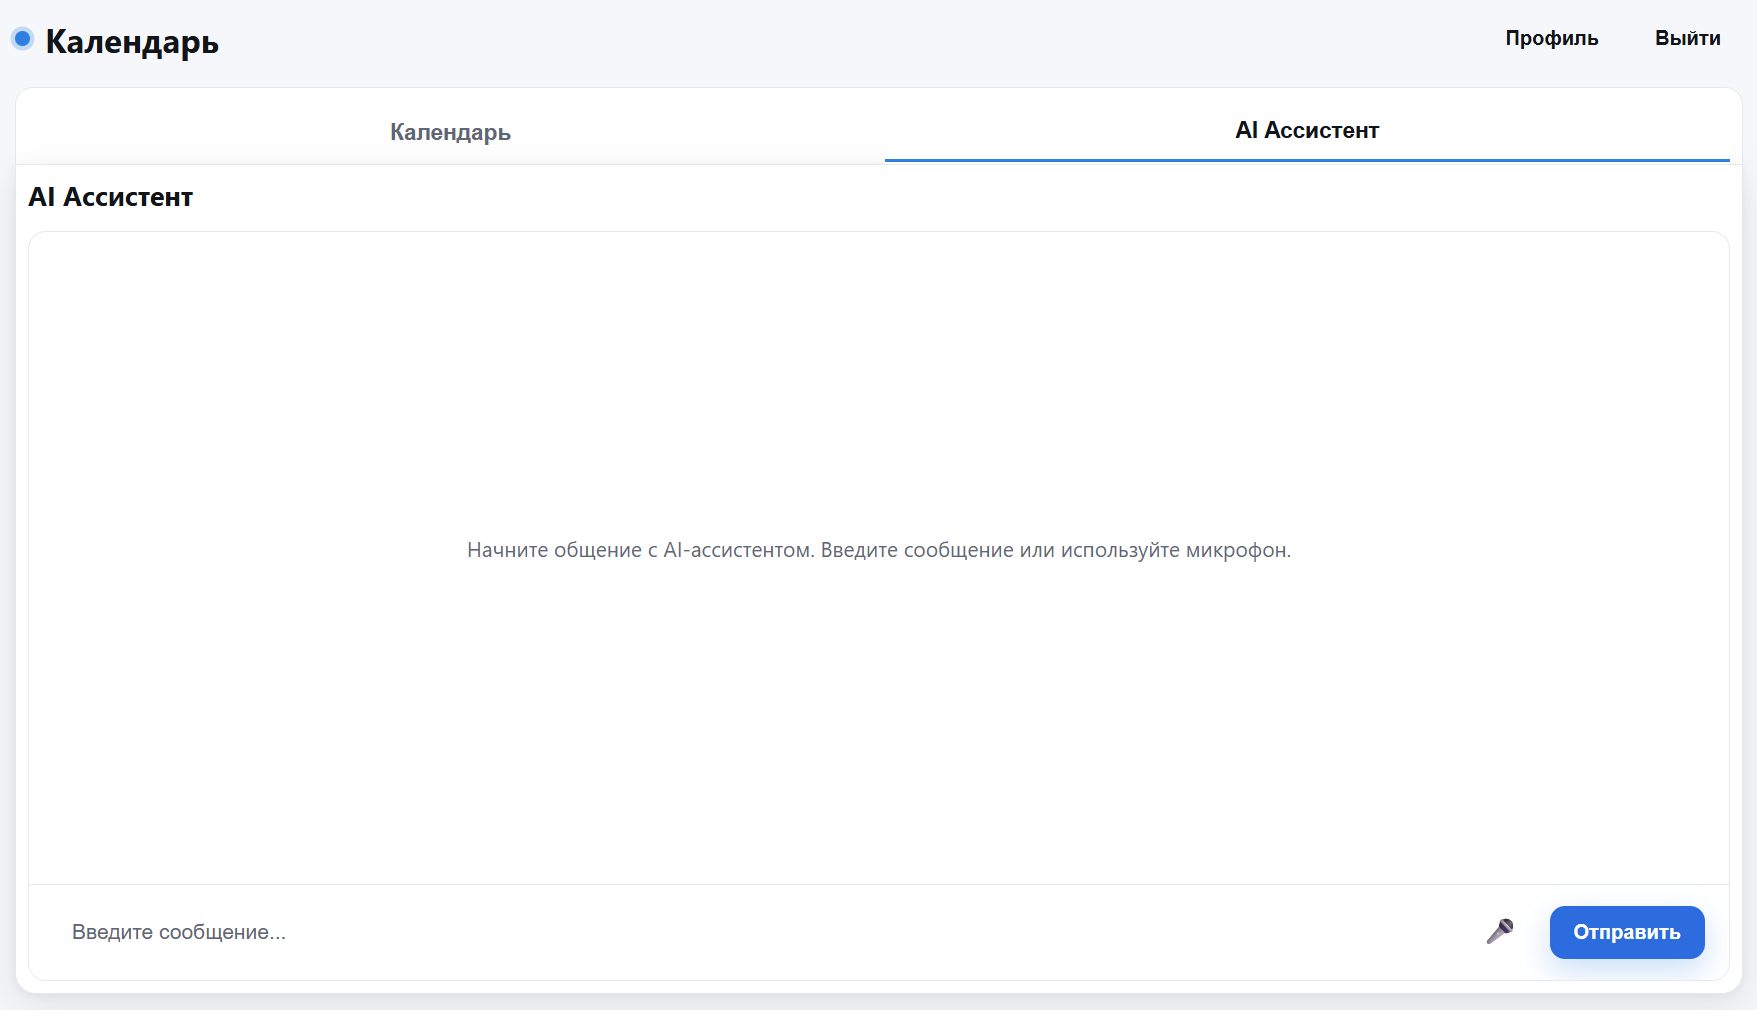 Календарь
Профиль
Выйти
Календарь
AI Ассистент
AI Ассистент
Начните общение с AI-ассистентом. Введите сообщение или используйте микрофон.
Введите сообщение...
Отправить